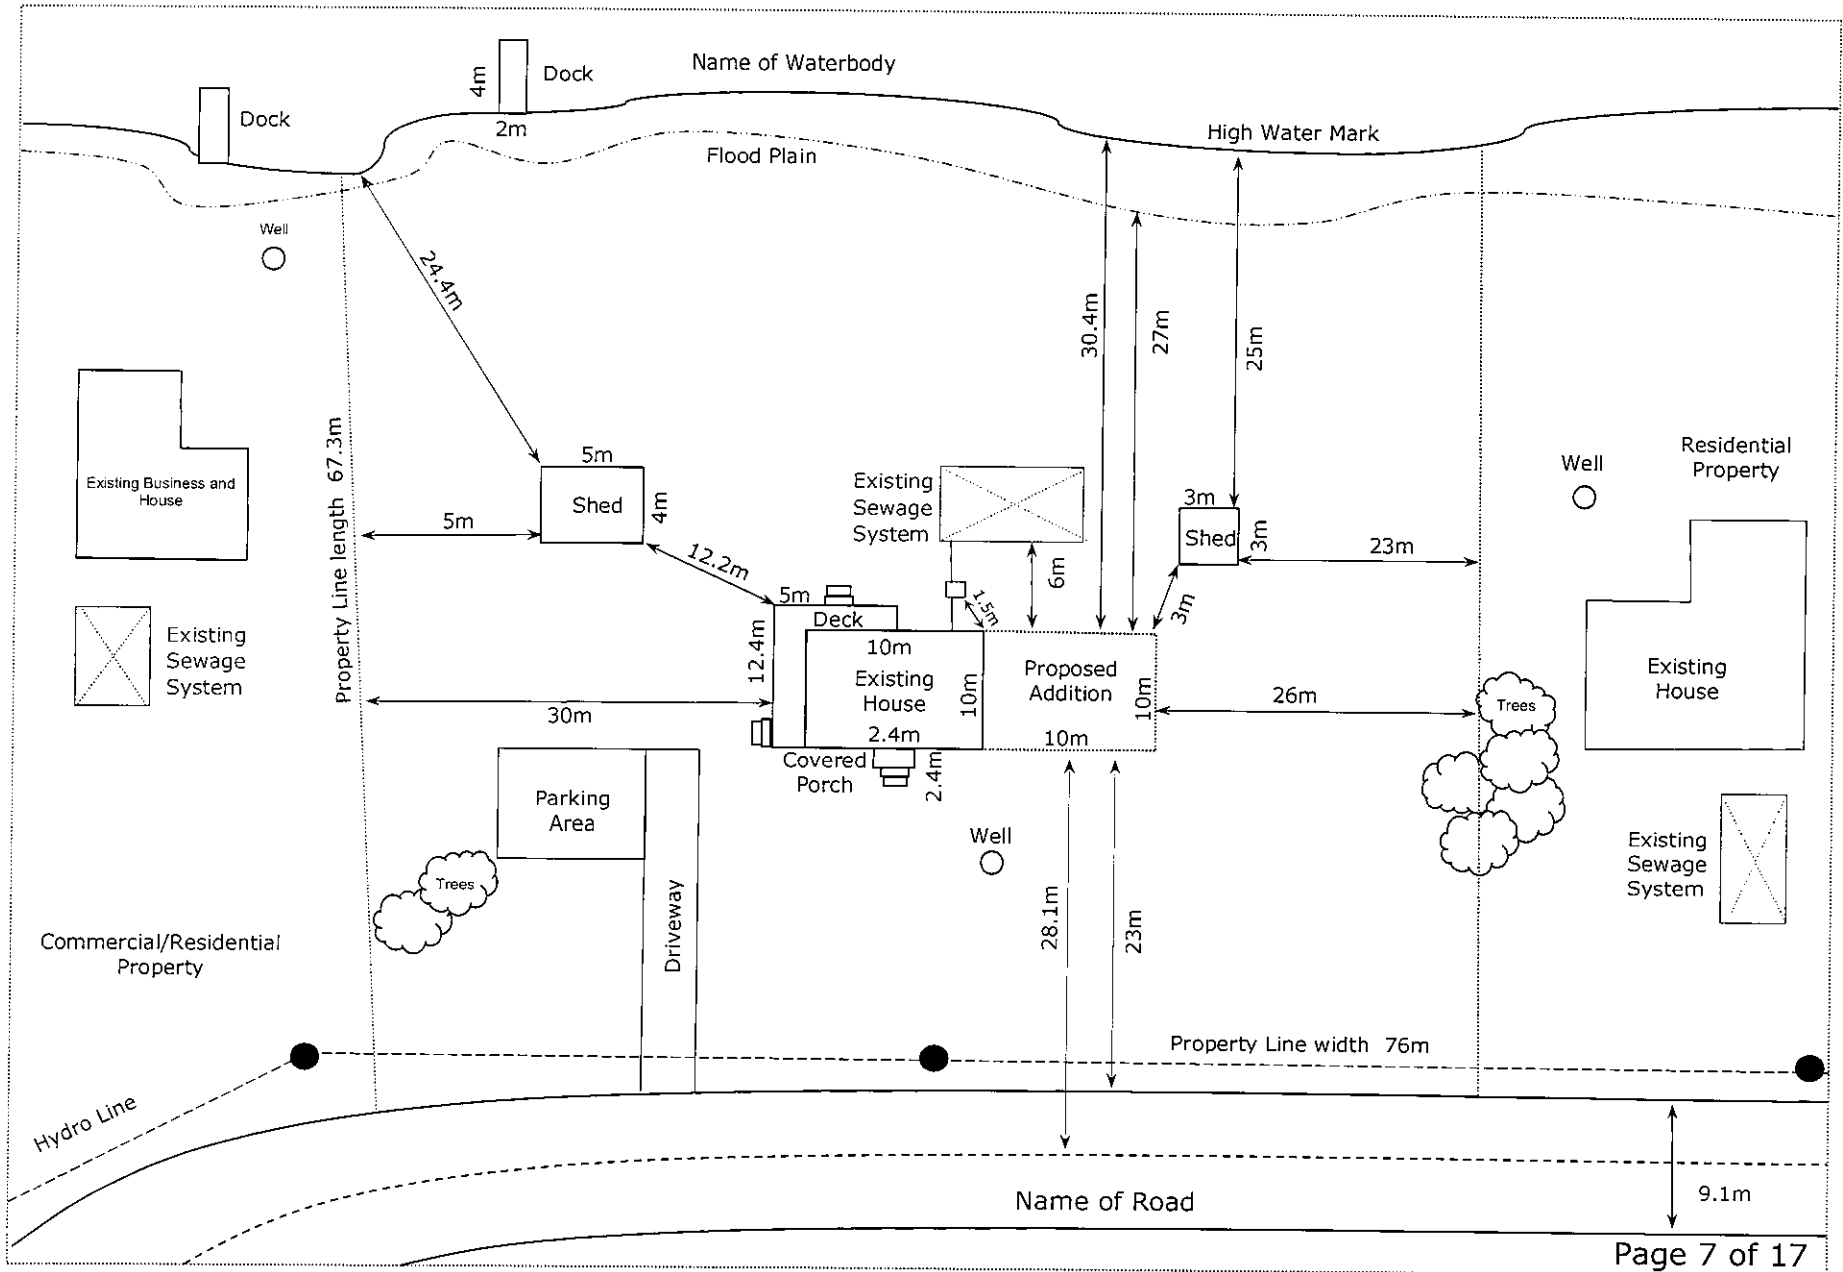 Name of Waterbody
4m
Dock
Dock
2m
High Water Mark
Flood Plain
Well
24.4m
30.4m
27m
25m
Property Line length 67.3m
Existing Business and
House
5m
Shed
4m
5m
12.2m
Existing
Sewage
System
6m
1.5m
3m
Shed
3m
3m
23m
Well
Residential
Property
Existing
Sewage
System
5m
Deck
12.4m
10m
Existing
House
10m
2.4m
30m
Proposed
Addition
10m
10m
26m
Trees
Existing
House
Covered
Porch
2.4m
Parking
Area
Well
Trees
Driveway
28.1m
23m
Existing
Sewage
System
Commercial/Residential
Property
Property Line width 76m
Hydro Line
Name of Road
9.1m
Page 7 of 17